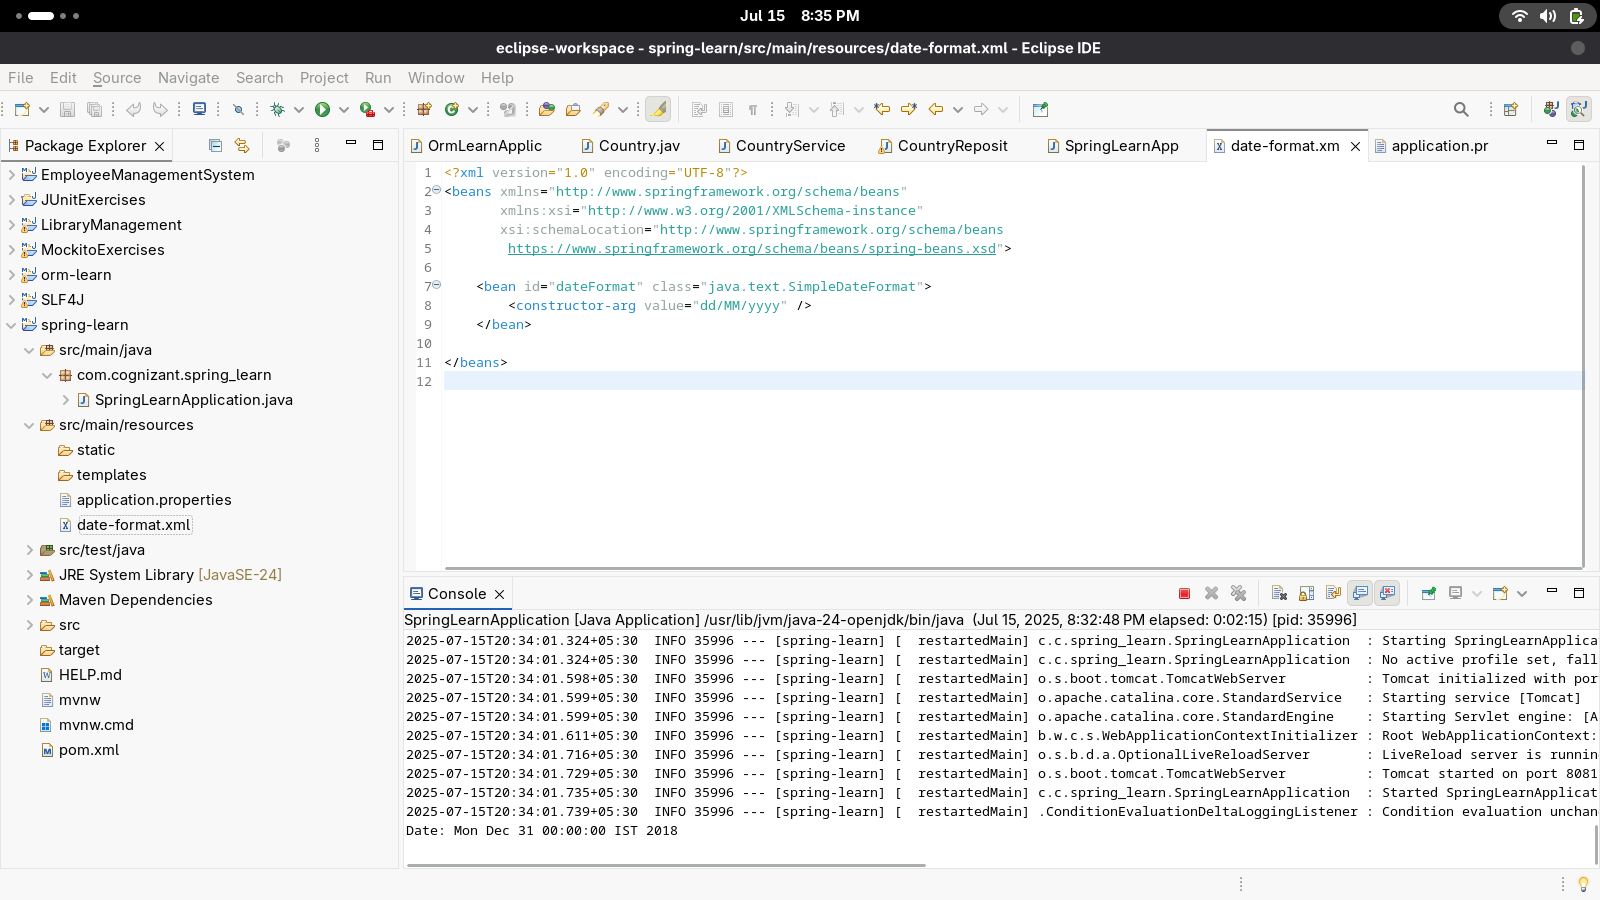 Jul 15 8:35 PM
eclipse-workspace - spring-learn/src/main/resources/date-format.xml - Eclipse IDE
File Edit Source Navigate Search Project Run Window Help
Package Explorer
EmployeeManagementSystem
JUnitExercises
LibraryManagement
MockitoExercises
orm-learn
SLF4J
spring-learn
src/main/java
com.cognizant.spring_learn
SpringLearnApplication.java
src/main/resources
static
templates
application.properties
date-format.xml
src/test/java
JRE System Library [JavaSE-24]
Maven Dependencies
src
target
HELP.md
mvnw
mvnw.cmd
pom.xml
OrmLearnApplic Country.jav CountryService CountryReposit SpringLearnApp date-format.xm application.pr
1 <?xml version="1.0" encoding="UTF-8"?>
2 <beans xmlns="http://www.springframework.org/schema/beans"
3 xmlns:xsi="http://www.w3.org/2001/XMLSchema-instance"
4 xsi:schemaLocation="http://www.springframework.org/schema/beans
5 https://www.springframework.org/schema/beans/spring-beans.xsd">
6
7 <bean id="dateFormat" class="java.text.SimpleDateFormat">
8 <constructor-arg value="dd/MM/yyyy" />
9 </bean>
10
11 </beans>
12
Console
SpringLearnApplication [Java Application] /usr/lib/jvm/java-24-openjdk/bin/java (Jul 15, 2025, 8:32:48 PM elapsed: 0:02:15) [pid: 35996]
2025-07-15T20:34:01.324+05:30 INFO 35996 --- [spring-learn] [ restartedMain] c.c.spring_learn.SpringLearnApplication : Starting SpringLearnApplica
2025-07-15T20:34:01.324+05:30 INFO 35996 --- [spring-learn] [ restartedMain] c.c.spring_learn.SpringLearnApplication : No active profile set, fall
2025-07-15T20:34:01.598+05:30 INFO 35996 --- [spring-learn] [ restartedMain] o.s.boot.tomcat.TomcatWebServer : Tomcat initialized with por
2025-07-15T20:34:01.599+05:30 INFO 35996 --- [spring-learn] [ restartedMain] o.apache.catalina.core.StandardService : Starting service [Tomcat]
2025-07-15T20:34:01.599+05:30 INFO 35996 --- [spring-learn] [ restartedMain] o.apache.catalina.core.StandardEngine : Starting Servlet engine: [A
2025-07-15T20:34:01.611+05:30 INFO 35996 --- [spring-learn] [ restartedMain] b.w.c.s.WebApplicationContextInitializer : Root WebApplicationContext:
2025-07-15T20:34:01.716+05:30 INFO 35996 --- [spring-learn] [ restartedMain] o.s.b.d.a.OptionalLiveReloadServer : LiveReload server is runnin
2025-07-15T20:34:01.729+05:30 INFO 35996 --- [spring-learn] [ restartedMain] o.s.boot.tomcat.TomcatWebServer : Tomcat started on port 8081
2025-07-15T20:34:01.735+05:30 INFO 35996 --- [spring-learn] [ restartedMain] c.c.spring_learn.SpringLearnApplication : Started SpringLearnApplicat
2025-07-15T20:34:01.739+05:30 INFO 35996 --- [spring-learn] [ restartedMain] .ConditionEvaluationDeltaLoggingListener : Condition evaluation unchan
Date: Mon Dec 31 00:00:00 IST 2018